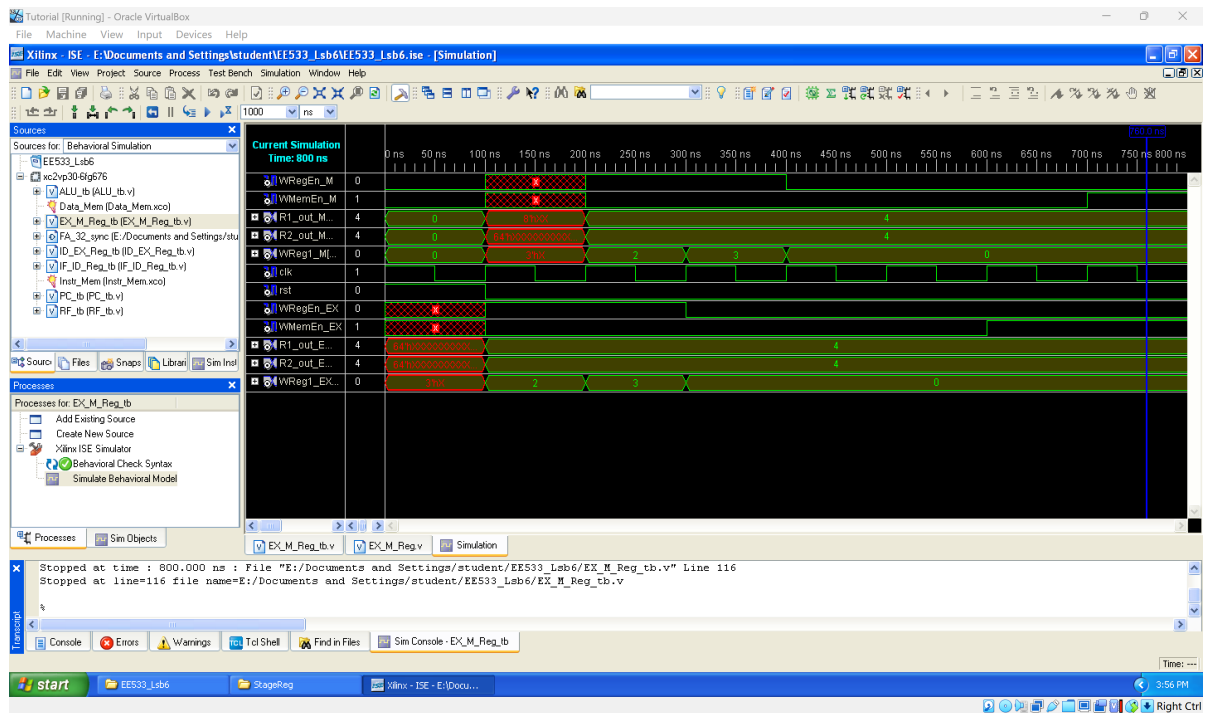 Tutorial [Running] - Oracle VirtualBox
File Machine View Input Devices Help
Xilinx - ISE - E:\Documents and Settings\student\EE533_Lsb6\EE533_Lsb6.ise - [Simulation]
File Edit View Project Source Process Test Bench Simulation Window Help
1000 ns
Sources
Sources for: Behavioral Simulation
EE533_Lsb6
xc2vp30-6fg676
ALU_tb (ALU_tb.v)
Data_Mem (Data_Mem.xco)
EX_M_Reg_tb (EX_M_Reg_tb.v)
FA_32_sync (E:/Documents and Settings/stu
ID_EX_Reg_tb (ID_EX_Reg_tb.v)
IF_ID_Reg_tb (IF_ID_Reg_tb.v)
Instr_Mem (Instr_Mem.xco)
PC_tb (PC_tb.v)
RF_tb (RF_tb.v)
Sourc Files Snaps Librari Sim Inst
Processes
Processes for: EX_M_Reg_tb
Add Existing Source
Create New Source
Xilinx ISE Simulator
Behavioral Check Syntax
Simulate Behavioral Model
Processes Sim Objects
760.0 ns
Current Simulation
Time: 800 ns
0 ns 50 ns 100 ns 150 ns 200 ns 250 ns 300 ns 350 ns 400 ns 450 ns 500 ns 550 ns 600 ns 650 ns 700 ns 750 ns 800 ns
WRegEn_M 0 X
WMemEn_M 1 X
R1_out_M... 4 0 4
R2_out_M... 4 0 4
WReg1_M[... 0 0 2 3 0
clk 1
rst 0
WRegEn_EX 0 X
WMemEn_EX 1 X
R1_out_E... 4 4
R2_out_E... 4 4
WReg1_EX... 0 2 3 0
EX_M_Reg_tb.v EX_M_Reg.v Simulation
Stopped at time : 800.000 ns : File "E:/Documents and Settings/student/EE533_Lsb6/EX_M_Reg_tb.v" Line 116
Stopped at line=116 file name=E:/Documents and Settings/student/EE533_Lsb6/EX_M_Reg_tb.v
%
Transcript
Console Errors Warnings Tcl Shell Find in Files Sim Console - EX_M_Reg_tb
Time: ---
start EE533_Lsb6 StageReg Xilinx - ISE - E:\Docu... 3:56 PM
Right Ctrl